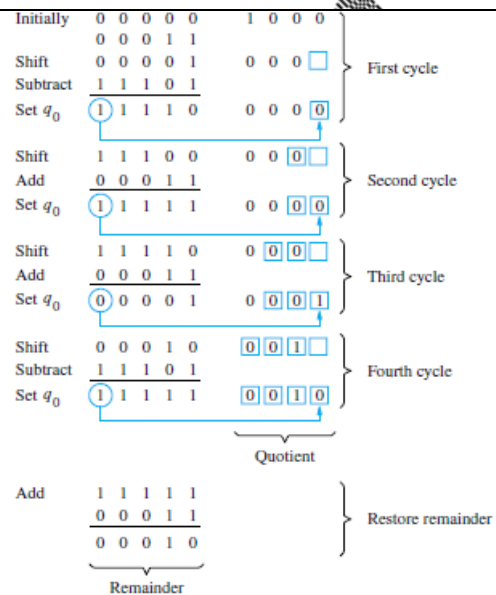 Initially 0 0 0 0 0 1 0 0 0
0 0 0 1 1
Shift 0 0 0 0 1 0 0 0
Subtract 1 1 1 0 1
Set q0 1 1 1 1 0 0 0 0 0
First cycle
Shift 1 1 1 0 0 0 0 0
Add 0 0 0 1 1
Set q0 1 1 1 1 1 0 0 0 0
Second cycle
Shift 1 1 1 1 0 0 0 0
Add 0 0 0 1 1
Set q0 0 0 0 0 1 0 0 0 1
Third cycle
Shift 0 0 0 1 0 0 0 1
Subtract 1 1 1 0 1
Set q0 1 1 1 1 1 0 0 1 0
Fourth cycle
Quotient
Add 1 1 1 1 1
0 0 0 1 1
0 0 0 1 0
Restore remainder
Remainder